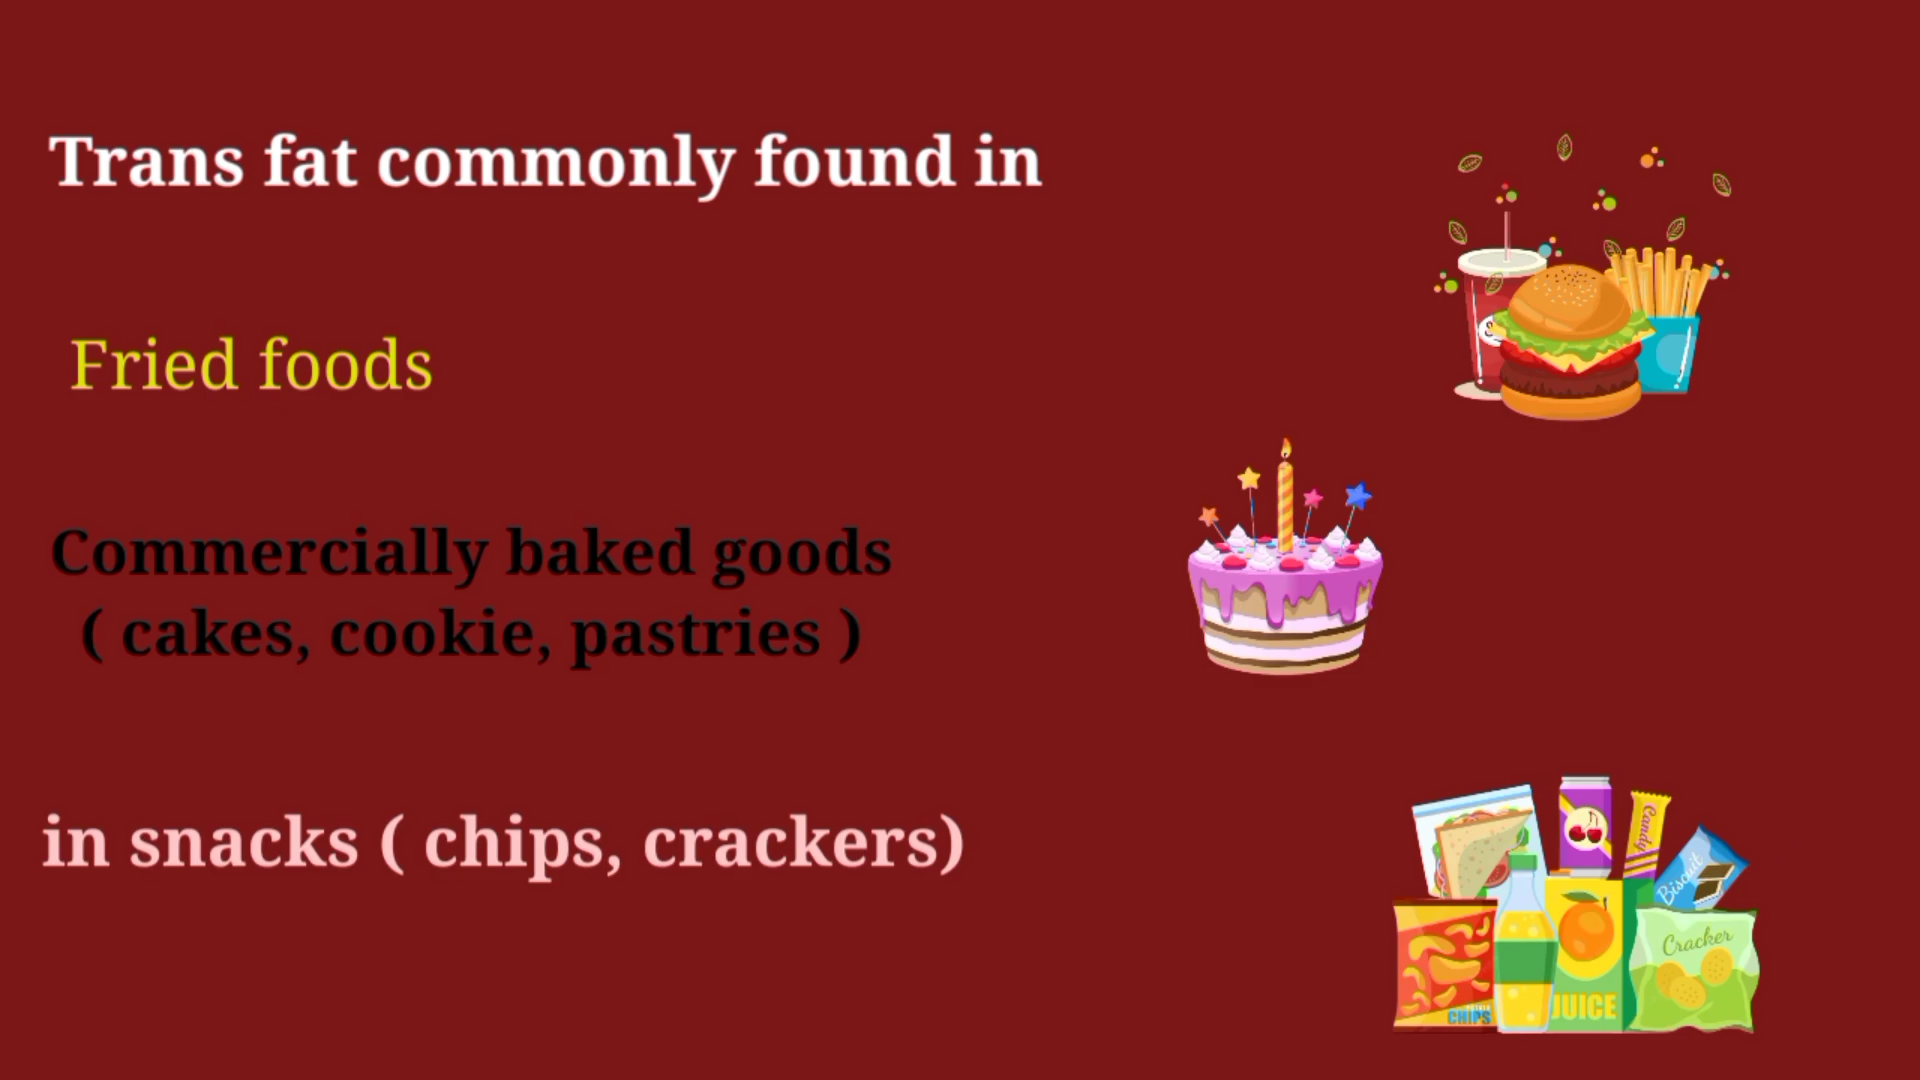 Trans fat commonly found in
Fried foods
Commercially baked goods
( cakes, cookie, pastries )
in snacks ( chips, crackers)
Candy
Biscuit
Cracker
JUICE
CHIPS